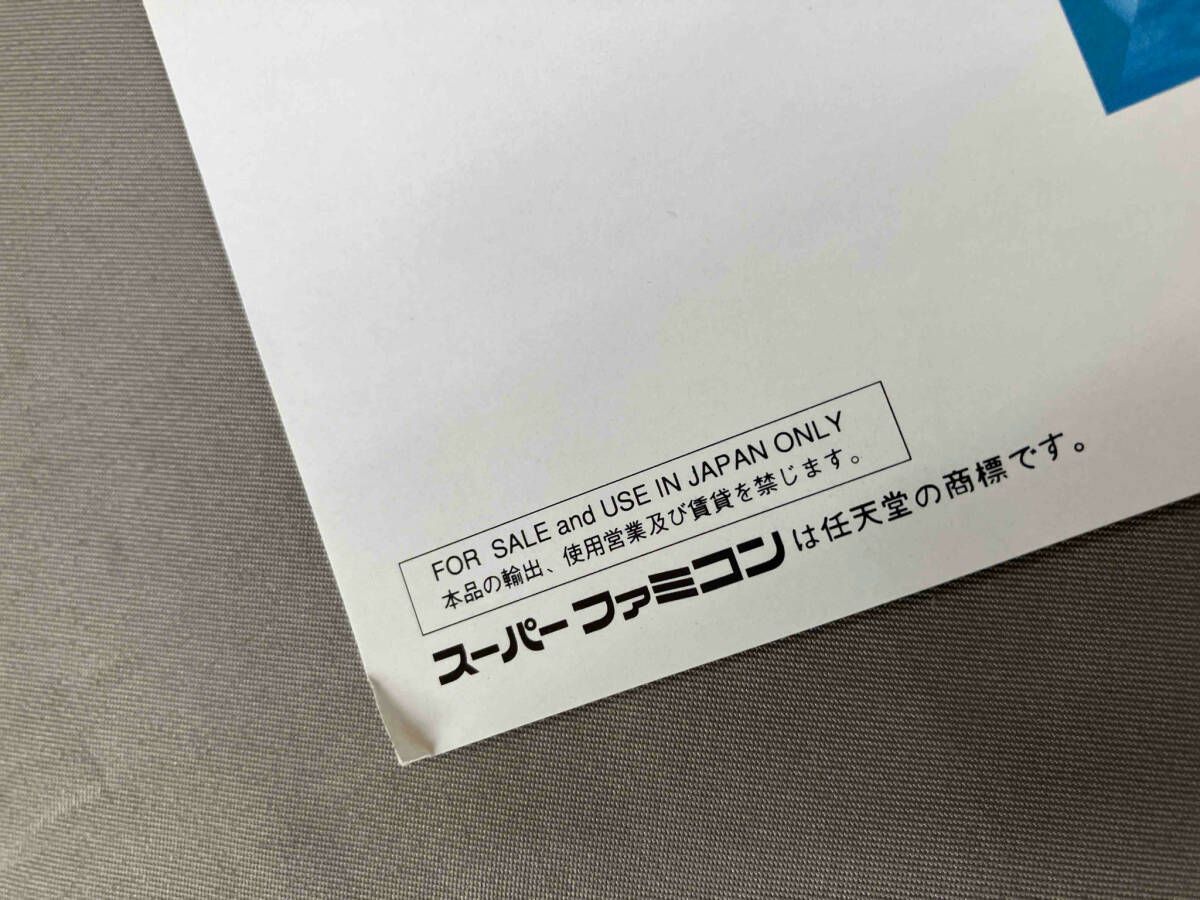 FOR SALE and USE IN JAPAN ONLY
本品の輸出、使用営業及び賃貸を禁じます。
スーパーファミコンは任天堂の商標です。